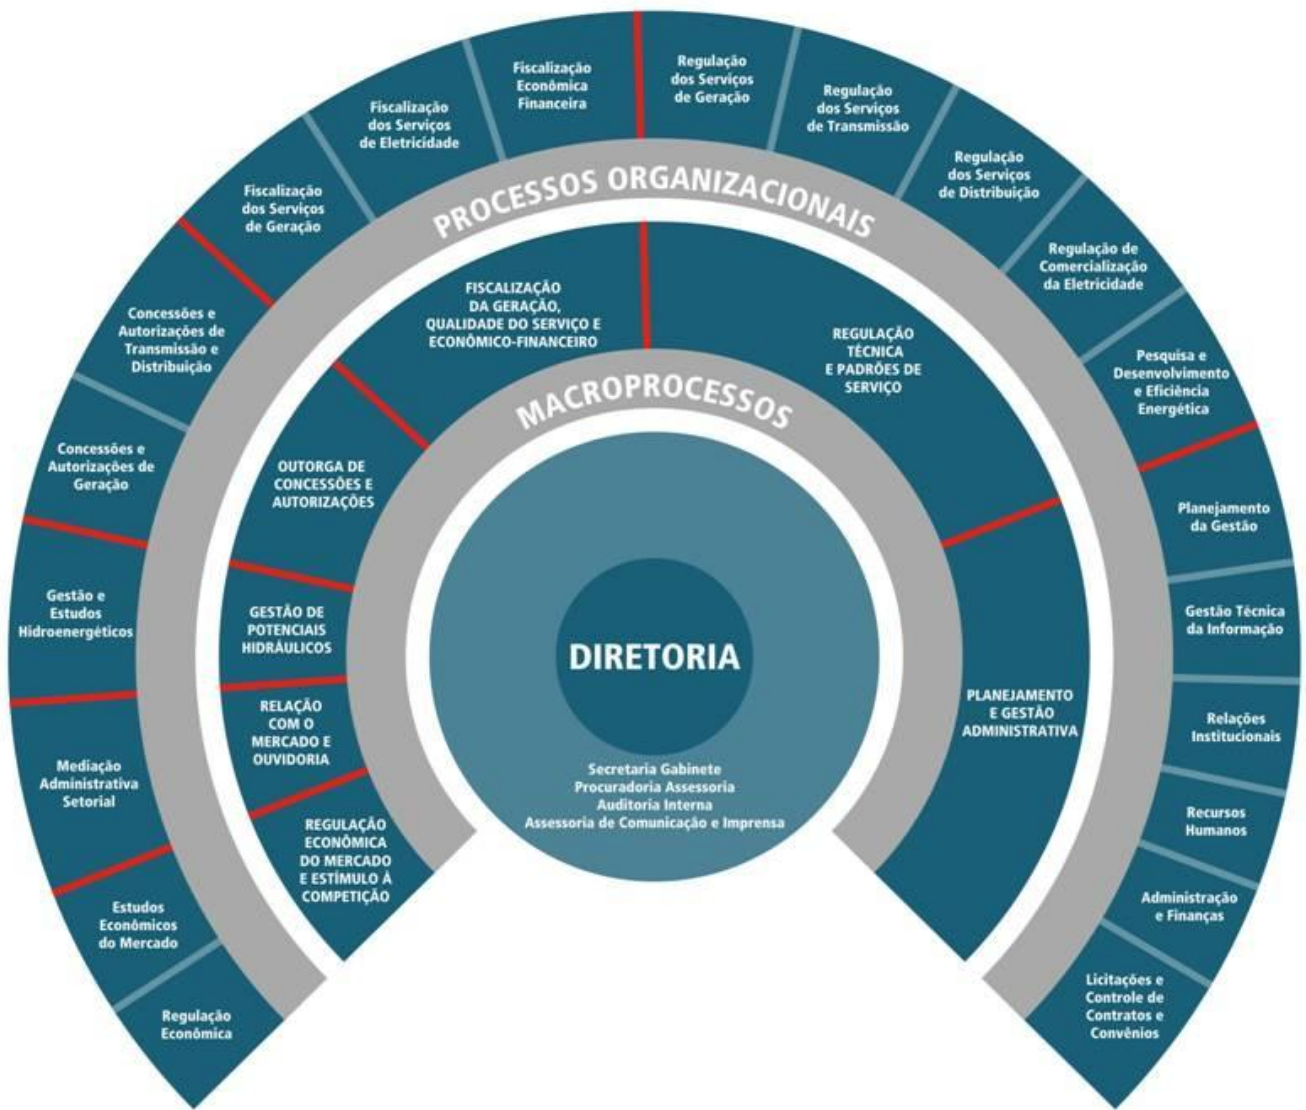 Fiscalização
Econômica
Financeira
Regulação
dos Serviços
de Geração
Fiscalização
dos Serviços
de Eletricidade
Regulação
dos Serviços
de Transmissão
Fiscalização
dos Serviços
de Geração
Regulação
dos Serviços
de Distribuição
Concessões e
Autorizações de
Transmissão e
Distribuição
Regulação de
Comercialização
da Eletricidade
Concessões e
Autorizações de
Geração
Pesquisa e
Desenvolvimento
e Eficiência
Energética
Gestão e
Estudos
Hidroenergéticos
Planejamento
da Gestão
Mediação
Administrativa
Setorial
Gestão Técnica
da Informação
Estudos
Econômicos
do Mercado
Relações
Institucionais
Regulação
Econômica
Recursos
Humanos
Administração
e Finanças
Licitações e
Controle de
Contratos e
Convênios
PROCESSOS ORGANIZACIONAIS
FISCALIZAÇÃO
DA GERAÇÃO,
QUALIDADE DO SERVIÇO E
ECONÔMICO-FINANCEIRO
REGULAÇÃO
TÉCNICA
E PADRÕES DE
SERVIÇO
OUTORGA DE
CONCESSÕES E
AUTORIZAÇÕES
GESTÃO DE
POTENCIAIS
HIDRÁULICOS
RELAÇÃO
COM O
MERCADO E
OUVIDORIA
REGULAÇÃO
ECONÔMICA
DO MERCADO
E ESTÍMULO À
COMPETIÇÃO
PLANEJAMENTO
E GESTÃO
ADMINISTRATIVA
MACROPROCESSOS
DIRETORIA
Secretaria Gabinete
Procuradoria Assessoria
Auditoria Interna
Assessoria de Comunicação e Imprensa